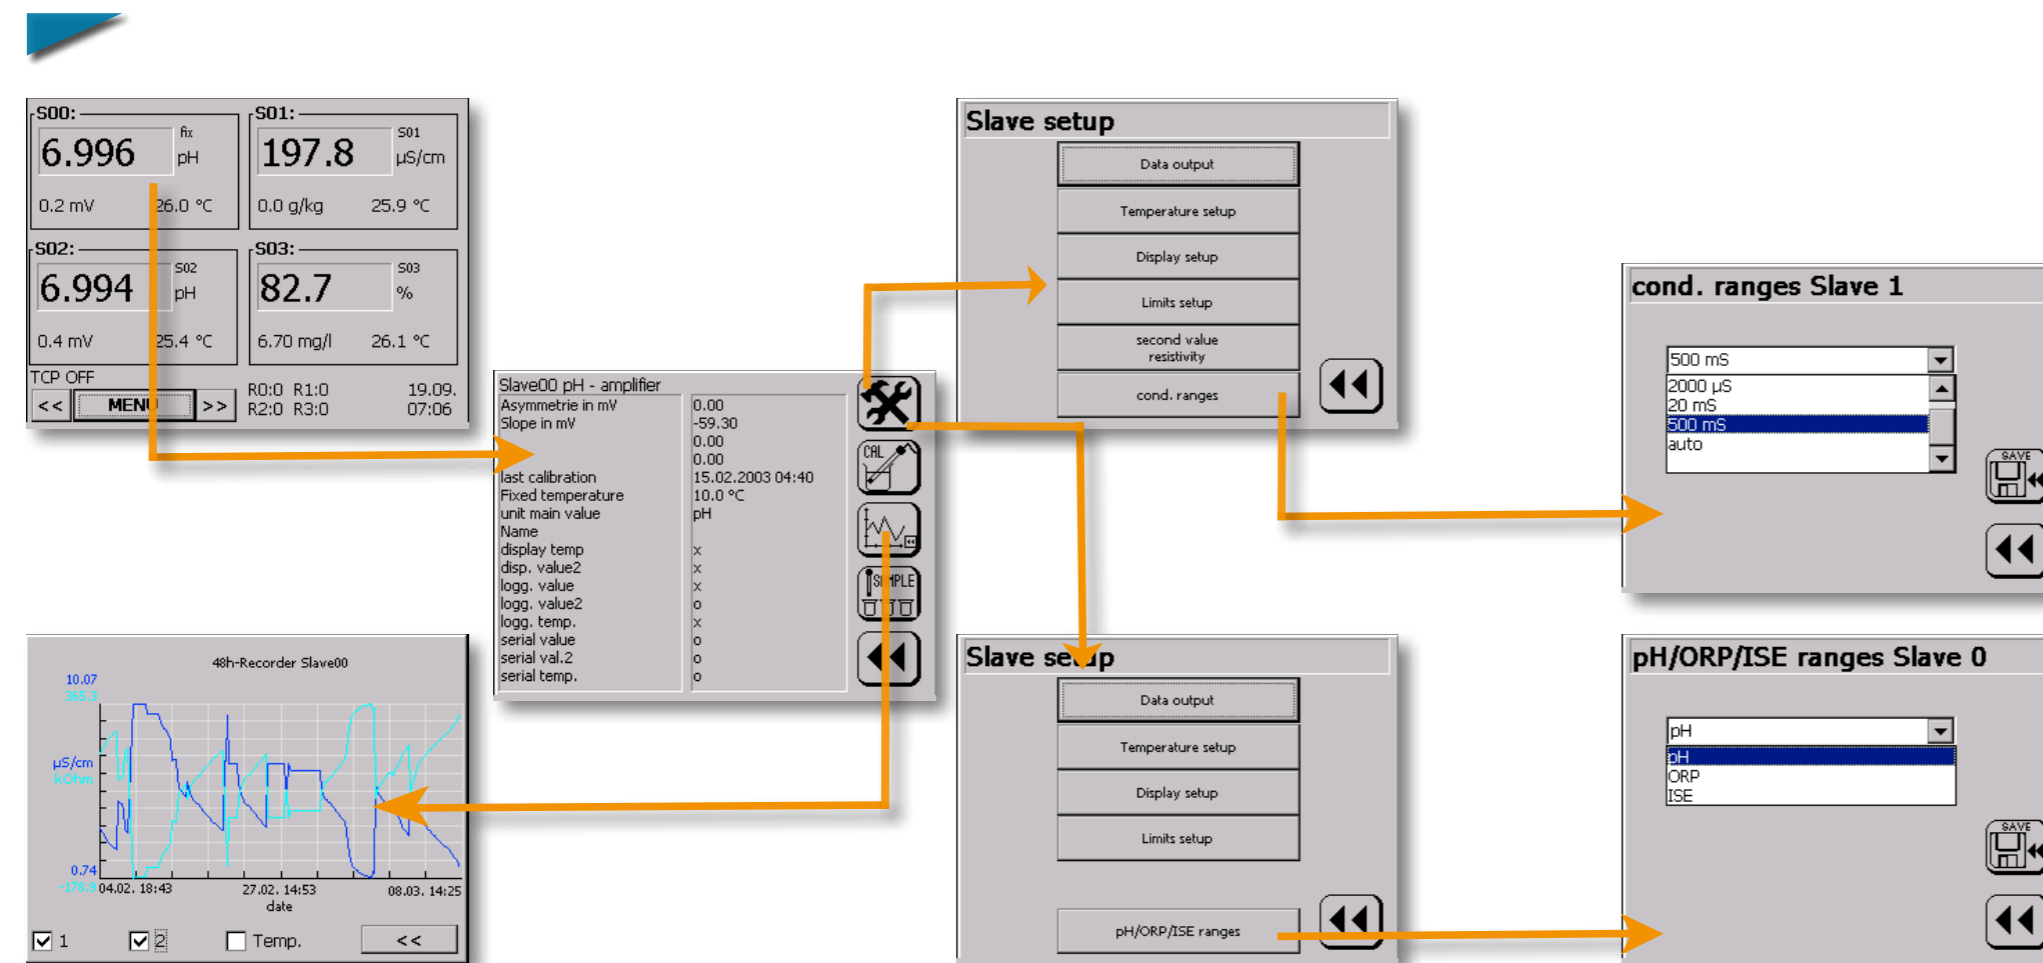 S00:
6.996
fix
pH
0.2 mV
26.0 °C
S01:
197.8
S01
µS/cm
0.0 g/kg
25.9 °C
S02:
6.994
S02
pH
0.4 mV
25.4 °C
S03:
82.7
S03
%
6.70 mg/l
26.1 °C
TCP OFF
<<
MENU
>>
R0:0 R1:0
R2:0 R3:0
19.09.
07:06
Slave00 pH - amplifier
Asymmetrie in mV 0.00
Slope in mV -59.30
0.00
0.00
last calibration 15.02.2003 04:40
Fixed temperature 10.0 °C
unit main value pH
Name
display temp x
disp. value2 x
logg. value x
logg. value2 o
logg. temp. x
serial value o
serial val.2 o
serial temp. o
CAL
SAMPLE
Slave setup
Data output
Temperature setup
Display setup
Limits setup
second value
resistivity
cond. ranges
cond. ranges Slave 1
500 mS
2000 µS
20 mS
500 mS
auto
SAVE
48h-Recorder Slave00
10.07
365.3
µS/cm
kOhm
0.74
-178.9
04.02. 18:43
27.02. 14:53
08.03. 14:25
date
1
2
Temp.
<<
Slave setup
Data output
Temperature setup
Display setup
Limits setup
pH/ORP/ISE ranges
pH/ORP/ISE ranges Slave 0
pH
pH
ORP
ISE
SAVE